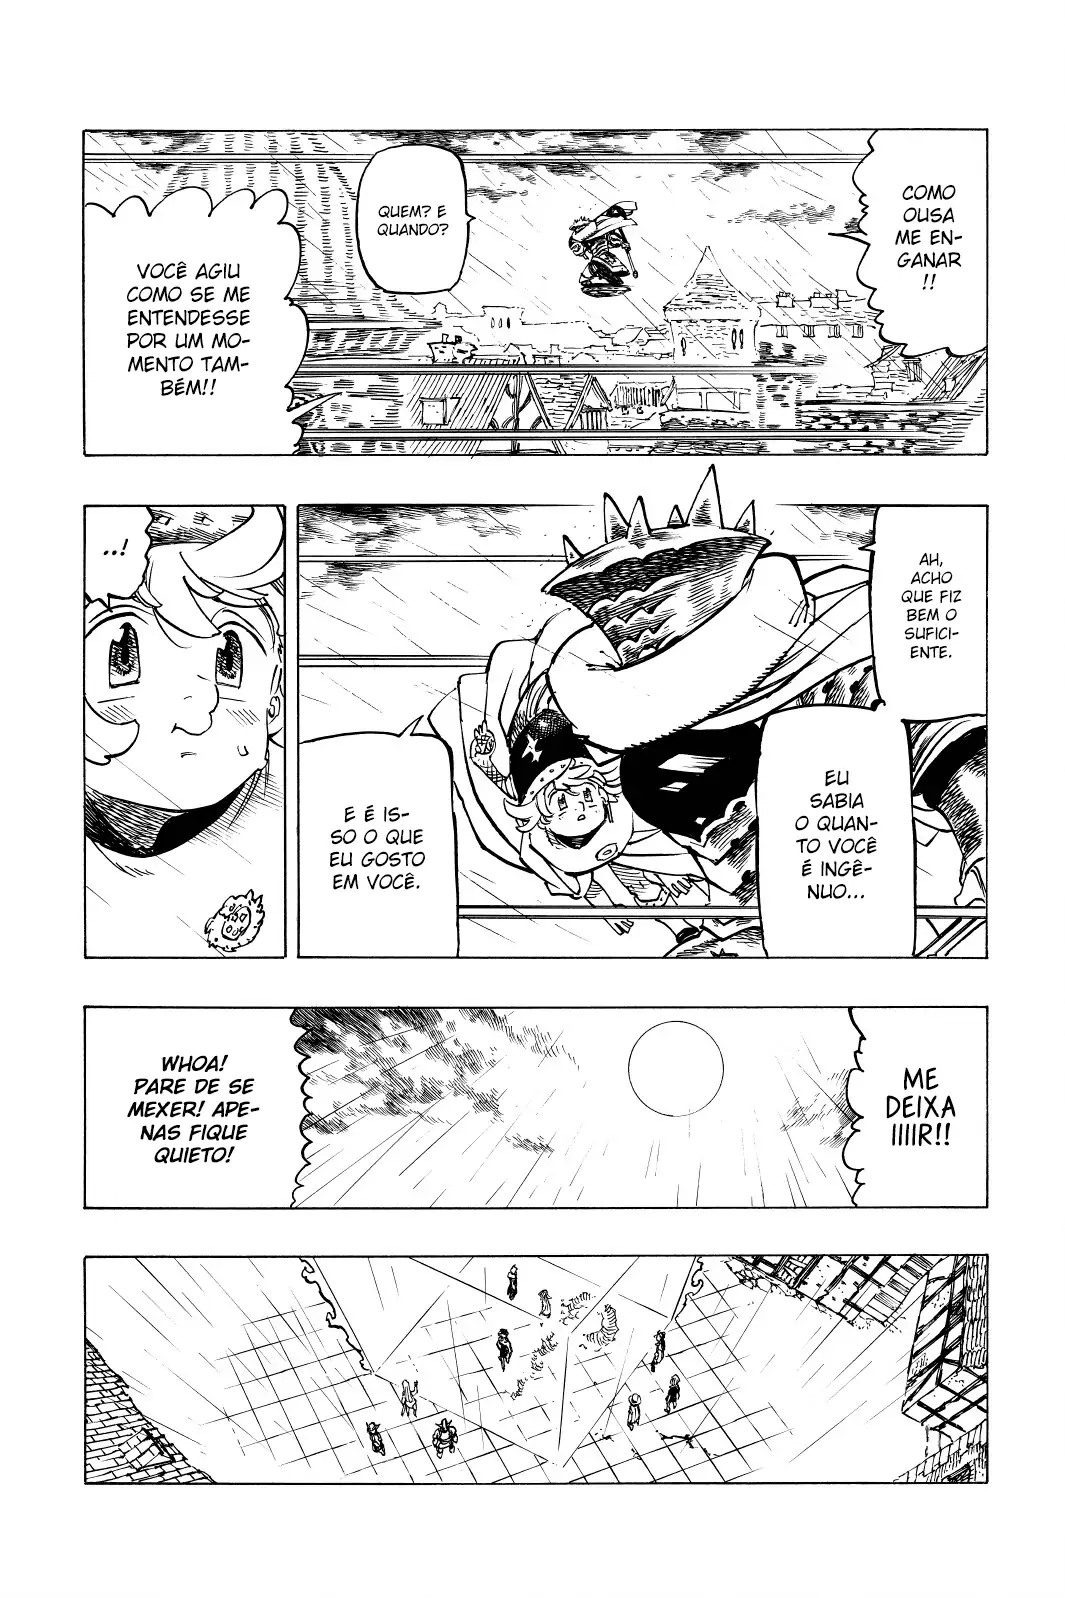 COMO
OUSA
ME EN-
GANAR
!!
QUEM? E
QUANDO?
VOCÊ AGIU
COMO SE ME
ENTENDESSE
POR UM MO-
MENTO TAM-
BÉM!!
AH,
ACHO
QUE FIZ
BEM O
SUFICI-
ENTE.
EU
SABIA
O QUAN-
TO VOCÊ
É INGÊ-
NUO...
E É IS-
SO O QUE
EU GOSTO
EM VOCÊ.
..!
ME
DEIXA
IIIIR!!
WHOA!
PARE DE SE
MEXER! APE-
NAS FIQUE
QUIETO!